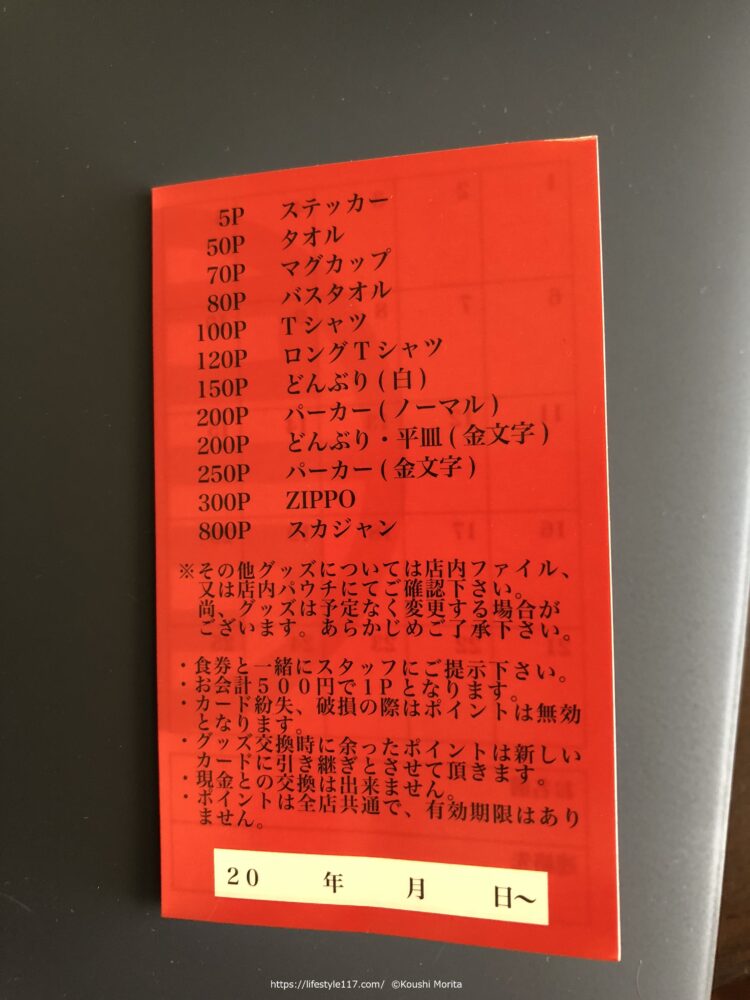 5P ステッカー
50P タオル
70P マグカップ
80P バスタオル
100P Tシャツ
120P ロングTシャツ
150P どんぶり(白)
200P パーカー(ノーマル)
200P どんぶり・平皿(金文字)
250P パーカー(金文字)
300P ZIPPO
800P スカジャン
※その他グッズについては店内ファイル、
又は店内パウチにてご確認下さい。
尚、グッズは予定なく変更する場合が
ございます。あらかじめご了承下さい。
・食券と一緒にスタッフにご提示下さい。
・お会計５００円で１Ｐとなります。
・カード紛失、破損の際はポイントは無効
となります。
・グッズ交換時に余ったポイントは新しい
カードに引き継ぎとさせて頂きます。
・現金との交換は出来ません。
・ポイントは全店共通で、有効期限はあり
ません。
20 年 月 日〜
https://lifestyle117.com/ ©Koushi Morita